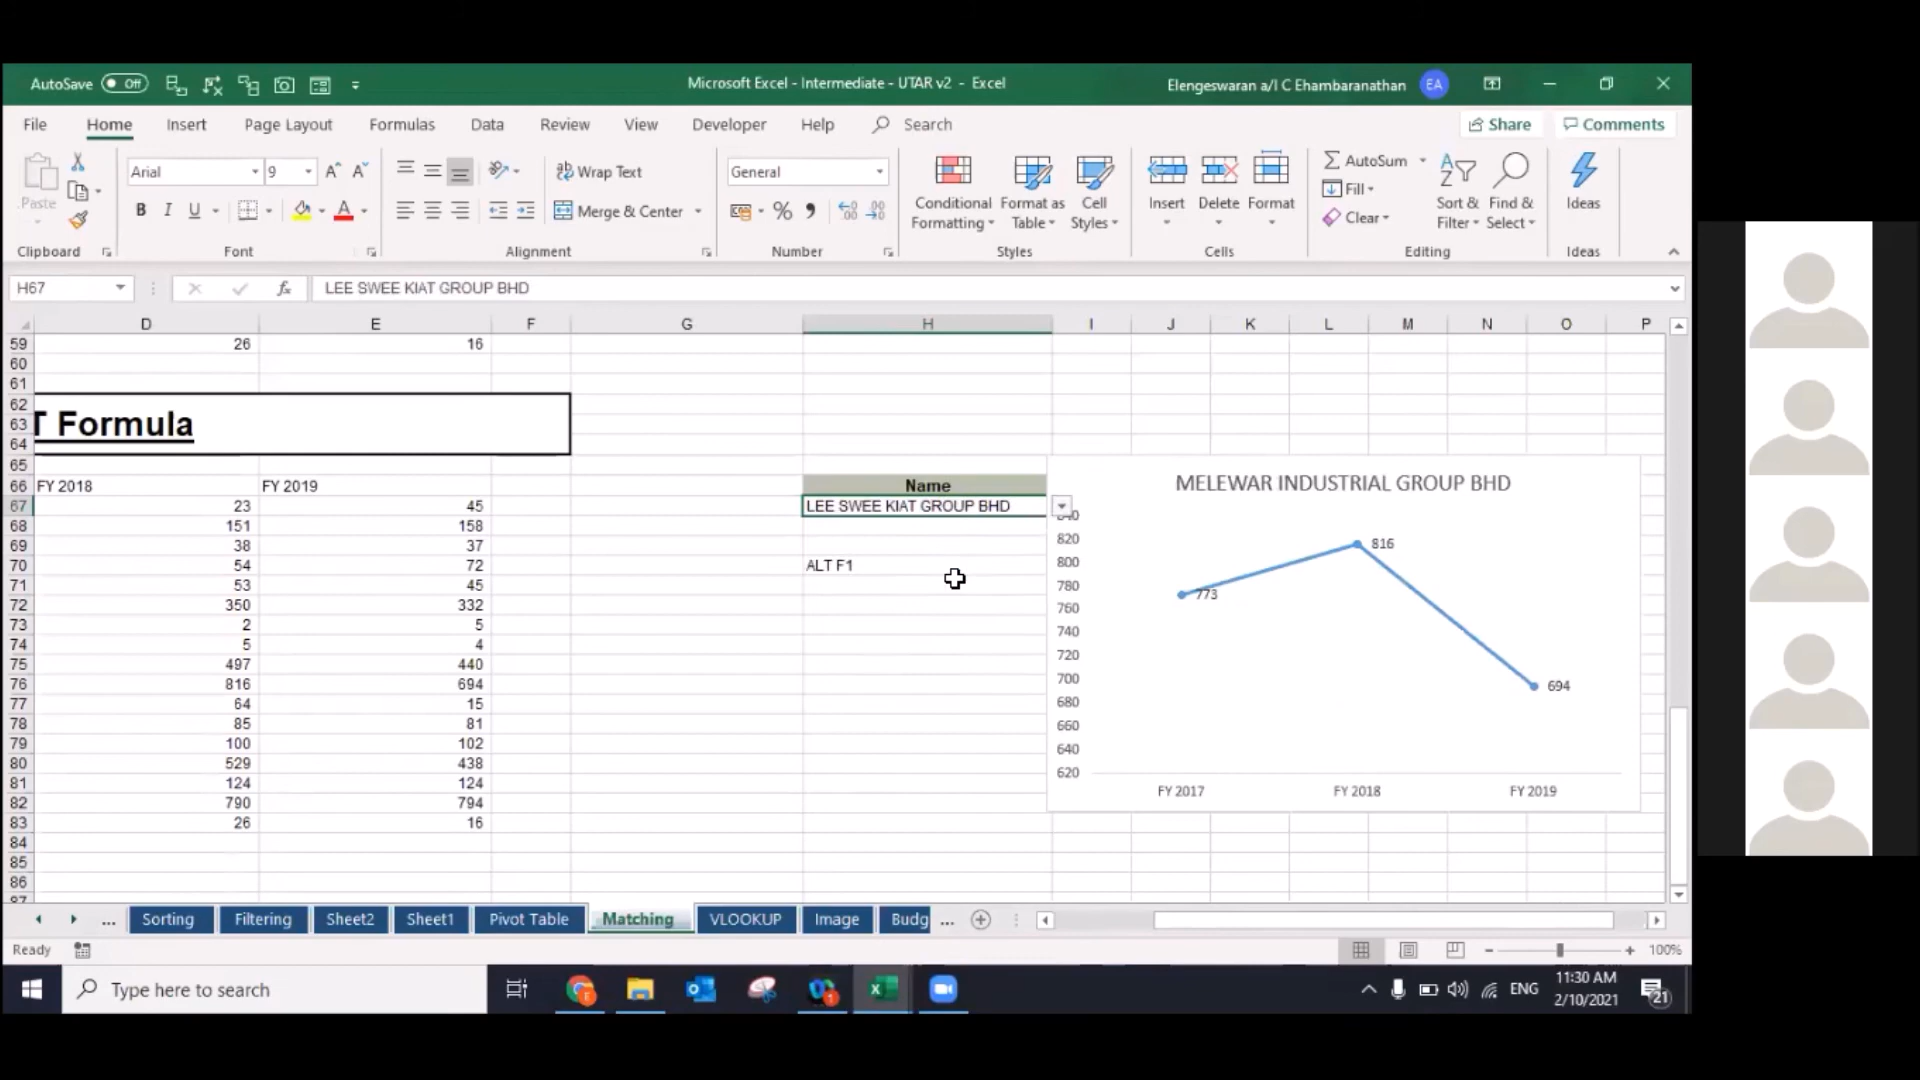 AutoSave Off Microsoft Excel - Intermediate - UTAR v2 - Excel Elengeswaran a/l C Ehambaranathan EA
File Home Insert Page Layout Formulas Data Review View Developer Help Search Share Comments
Paste
Arial 9
Wrap Text
Merge & Center
General
Conditional Formatting
Format as Table
Cell Styles
Insert Delete Format
AutoSum
Fill
Clear
Sort & Filter
Find & Select
Ideas
Clipboard Font Alignment Number Styles Cells Editing Ideas
H67 fx LEE SWEE KIAT GROUP BHD
D E F G H I J K L M N O P
59 26 16
60
61
62
63 T Formula
64
65
66 FY 2018 FY 2019 Name
67 23 45 LEE SWEE KIAT GROUP BHD
68 151 158
69 38 37
70 54 72 ALT F1
71 53 45
72 350 332
73 2 5
74 5 4
75 497 440
76 816 694
77 64 15
78 85 81
79 100 102
80 529 438
81 124 124
82 790 794
83 26 16
84
85
86
87
MELEWAR INDUSTRIAL GROUP BHD
820
800
780
760
740
720
700
680
660
640
620
773
816
694
FY 2017 FY 2018 FY 2019
... Sorting Filtering Sheet2 Sheet1 Pivot Table Matching VLOOKUP Image Budg ...
Ready 100%
Type here to search
ENG
11:30 AM
2/10/2021
21